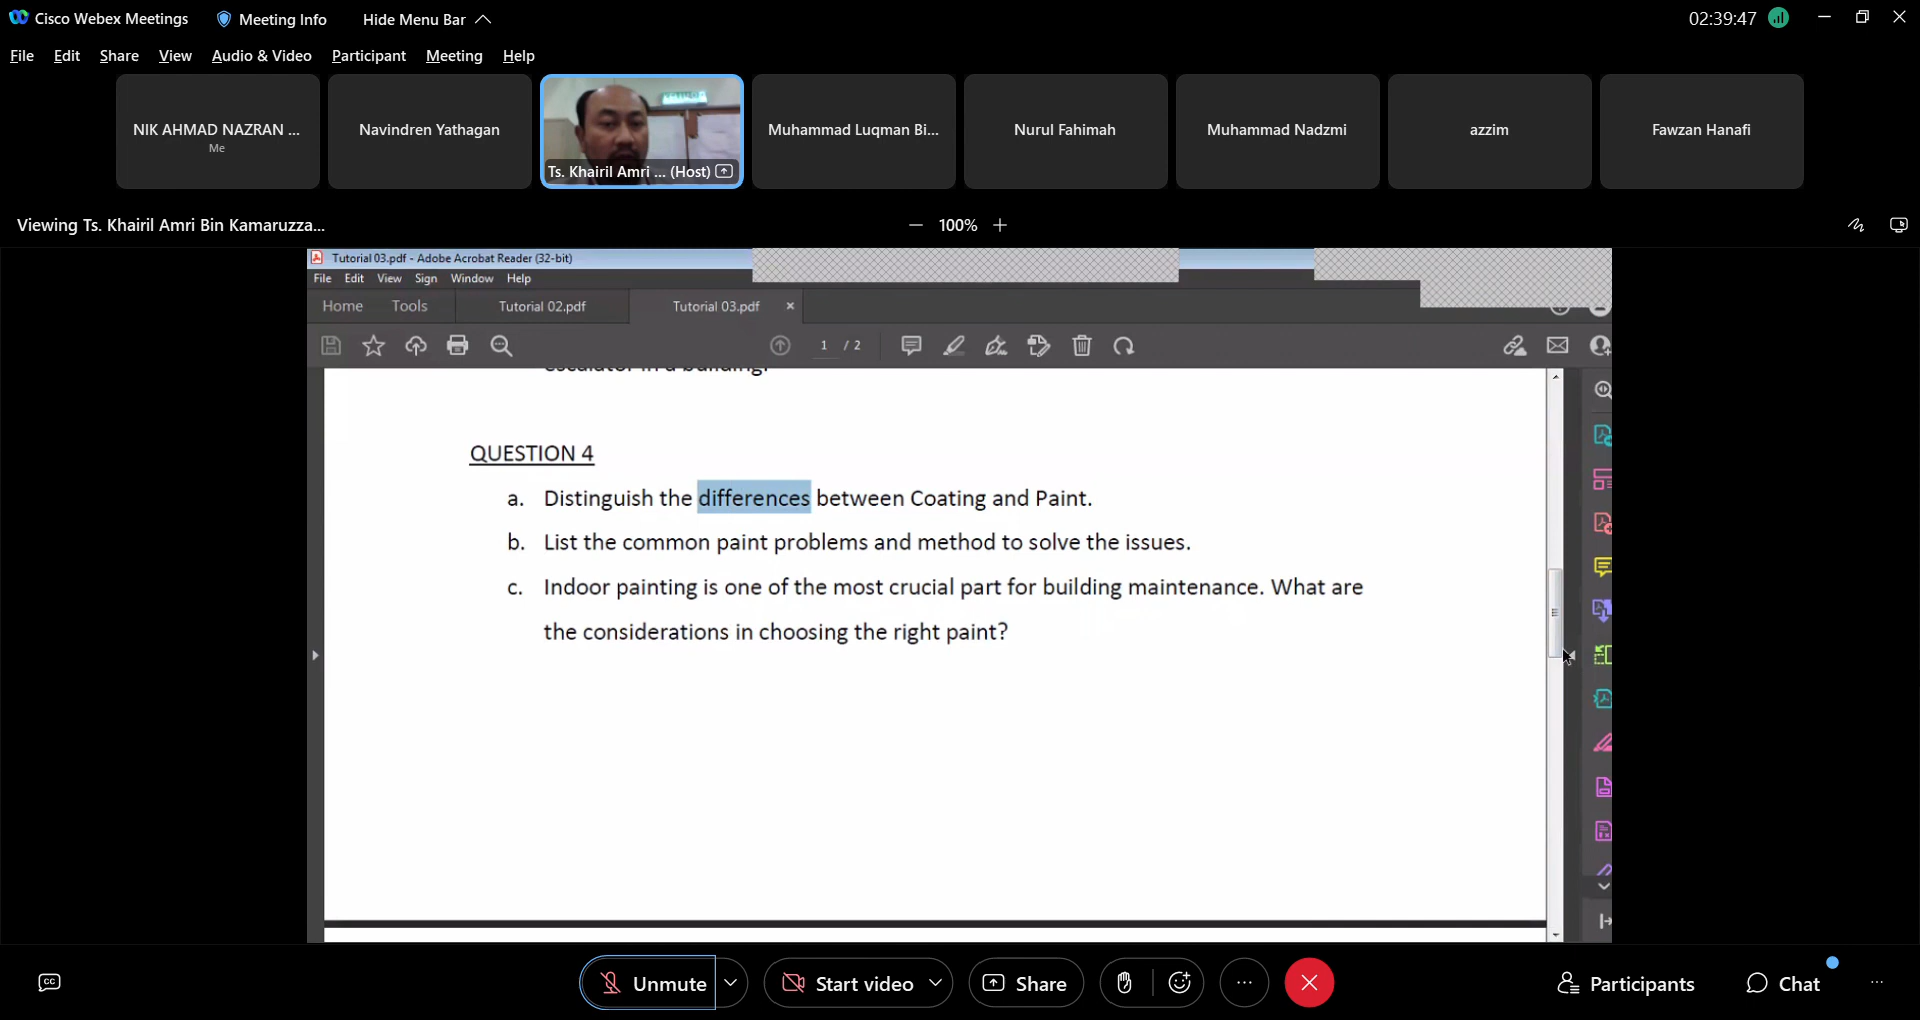 Cisco Webex Meetings
Meeting Info
Hide Menu Bar
02:39:47
File Edit Share View Audio & Video Participant Meeting Help
NIK AHMAD NAZRAN ...
Me
Navindren Yathagan
Ts. Khairil Amri ... (Host)
Muhammad Luqman Bi...
Nurul Fahimah
Muhammad Nadzmi
azzim
Fawzan Hanafi
Viewing Ts. Khairil Amri Bin Kamaruzza...
100%
Tutorial 03.pdf - Adobe Acrobat Reader (32-bit)
File Edit View Sign Window Help
Home Tools Tutorial 02.pdf Tutorial 03.pdf ×
1 / 2
escalator in a building.
QUESTION 4
a. Distinguish the differences between Coating and Paint.
b. List the common paint problems and method to solve the issues.
c. Indoor painting is one of the most crucial part for building maintenance. What are
the considerations in choosing the right paint?
CC
Unmute
Start video
Share
Participants
Chat